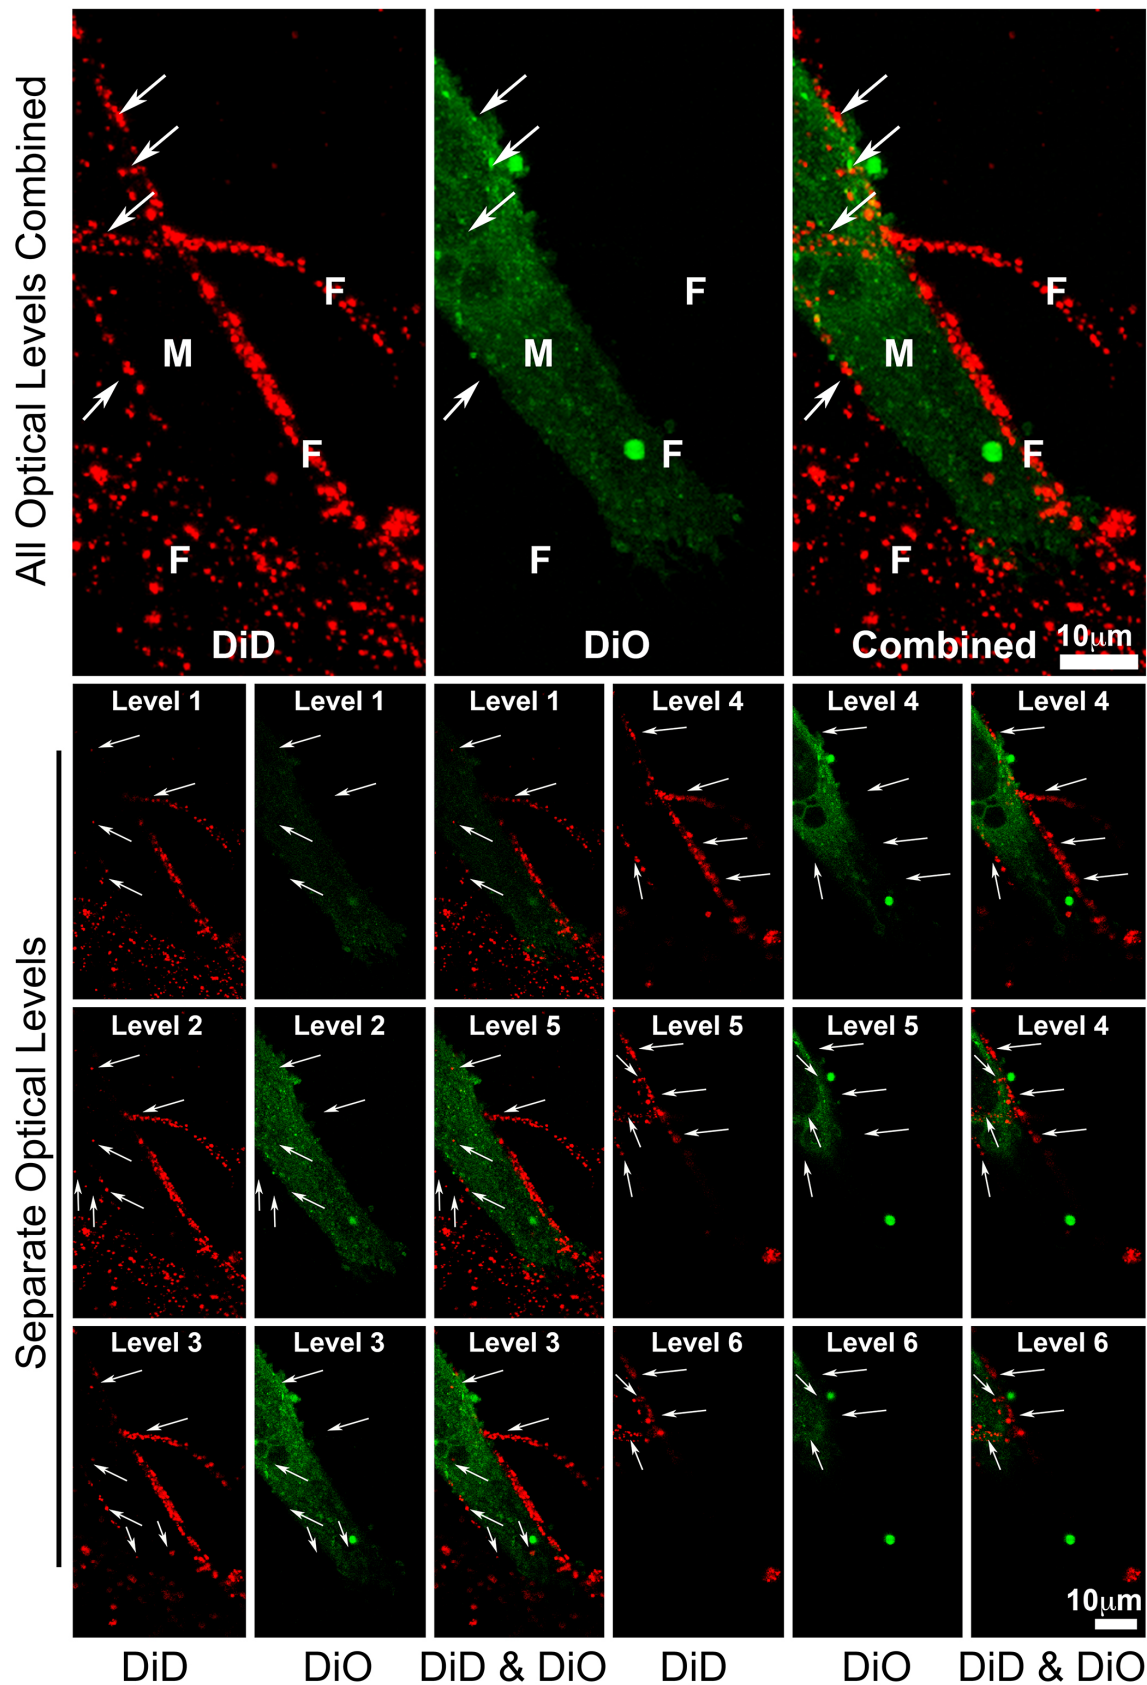 All Optical Levels Combined
F
M
F
F
DiD
F
M
F
F
DiO
F
M
F
F
Combined
10μm
Separate Optical Levels
Level 1
Level 1
Level 1
Level 4
Level 4
Level 4
Level 2
Level 2
Level 5
Level 5
Level 5
Level 4
Level 3
Level 3
Level 3
Level 6
Level 6
Level 6
10μm
DiD
DiO
DiD & DiO
DiD
DiO
DiD & DiO